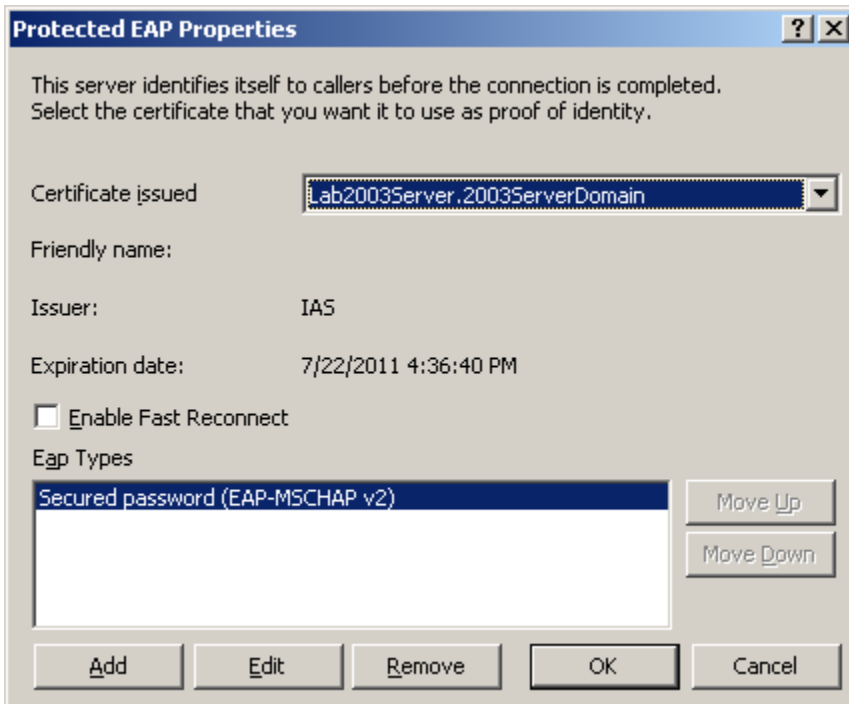 Protected EAP Properties
This server identifies itself to callers before the connection is completed.
Select the certificate that you want it to use as proof of identity.
Certificate issued Lab2003Server.2003ServerDomain
Friendly name:
Issuer: IAS
Expiration date: 7/22/2011 4:36:40 PM
Enable Fast Reconnect
Eap Types
Secured password (EAP-MSCHAP v2)
Move Up
Move Down
Add Edit Remove OK Cancel